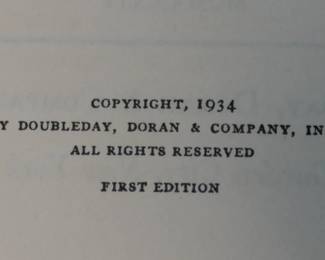 COPYRIGHT, 1934
Y DOUBLEDAY, DORAN & COMPANY, IN
ALL RIGHTS RESERVED
FIRST EDITION